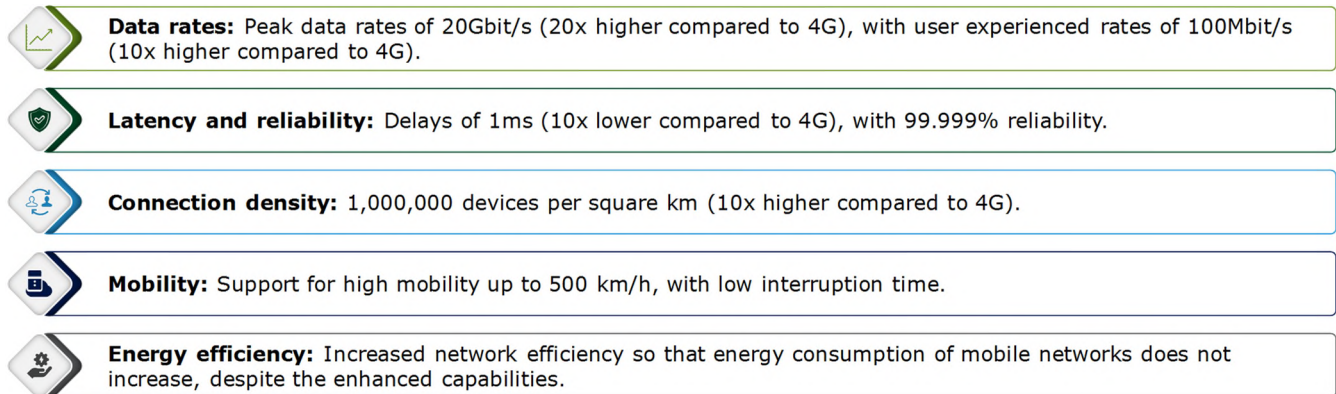 Data rates: Peak data rates of 20Gbit/s (20x higher compared to 4G), with user experienced rates of 100Mbit/s
(10x higher compared to 4G).
Latency and reliability: Delays of 1ms (10x lower compared to 4G), with 99.999% reliability.
Connection density: 1,000,000 devices per square km (10x higher compared to 4G).
Mobility: Support for high mobility up to 500 km/h, with low interruption time.
Energy efficiency: Increased network efficiency so that energy consumption of mobile networks does not
increase, despite the enhanced capabilities.